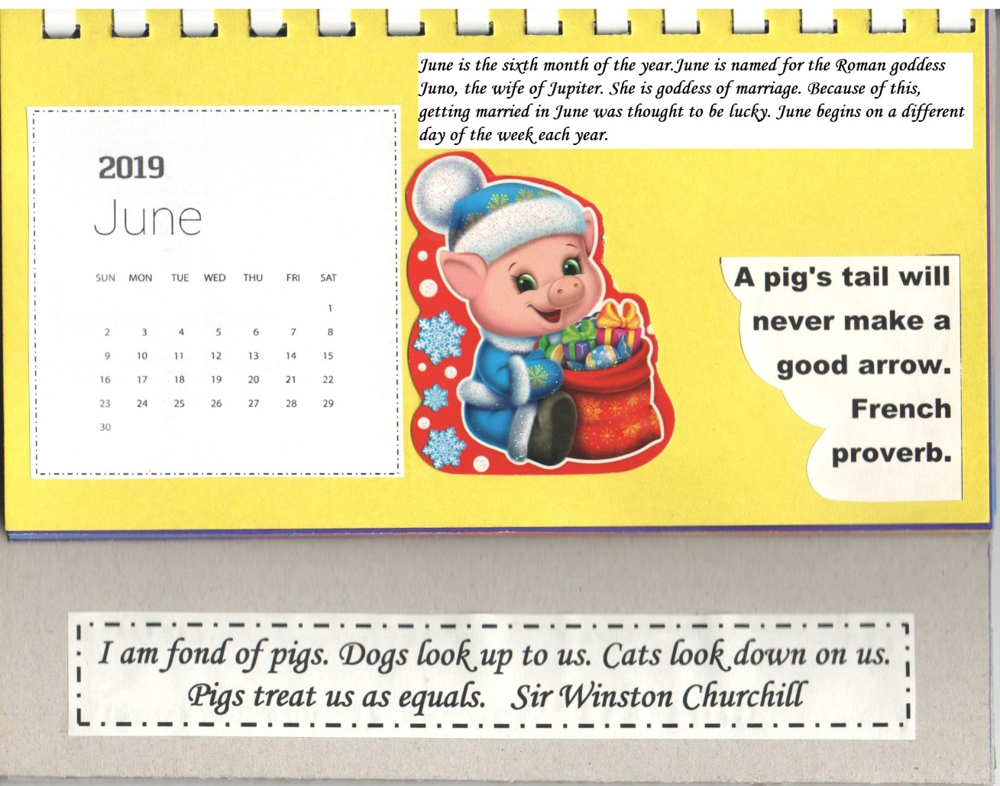 June is the sixth month of the year.June is named for the Roman goddess
Juno, the wife of Jupiter. She is goddess of marriage. Because of this,
getting married in June was thought to be lucky. June begins on a different
day of the week each year.
2019
June
SUN MON TUE WED THU FRI SAT
1
2 3 4 5 6 7 8
9 10 11 12 13 14 15
16 17 18 19 20 21 22
23 24 25 26 27 28 29
30
A pig's tail will
never make a
good arrow.
French
proverb.
I am fond of pigs. Dogs look up to us. Cats look down on us.
Pigs treat us as equals. Sir Winston Churchill